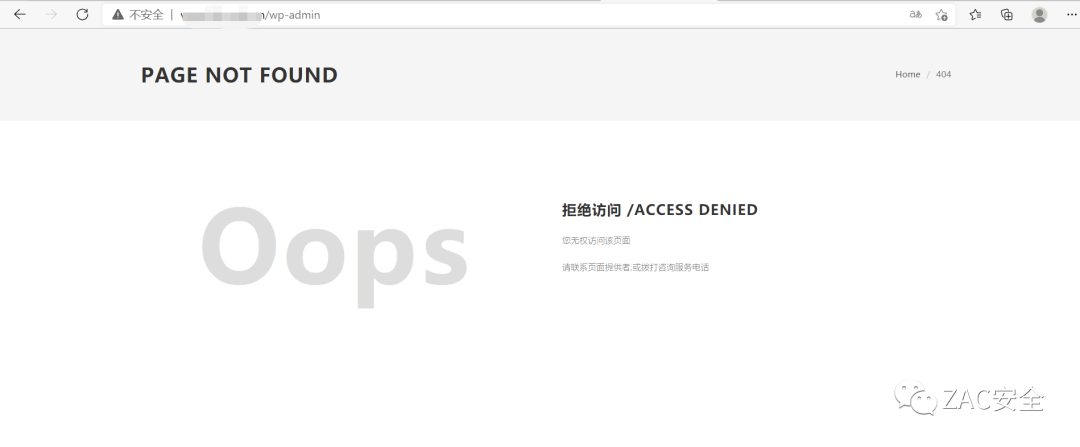 不安全 | /wp-admin
PAGE NOT FOUND
Home / 404
Oops
拒绝访问 /ACCESS DENIED
您无权访问该页面
请联系页面提供者,或拨打咨询服务电话
ZAC安全